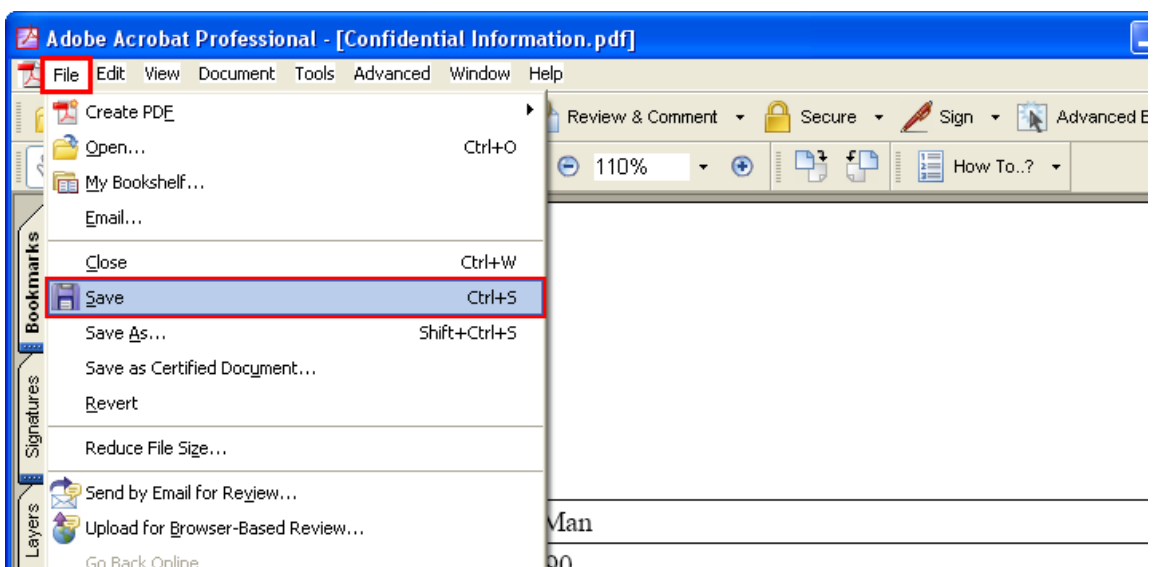 Adobe Acrobat Professional - [Confidential Information.pdf]
File Edit View Document Tools Advanced Window Help
Create PDF
Review & Comment Secure Sign Advanced E
Open... Ctrl+O
110% How To..?
My Bookshelf...
Email...
Close Ctrl+W
Save Ctrl+S
Save As... Shift+Ctrl+S
Save as Certified Document...
Revert
Reduce File Size...
Send by Email for Review...
Upload for Browser-Based Review...
Go Back Online
Bookmarks
Signatures
Layers
Man
90